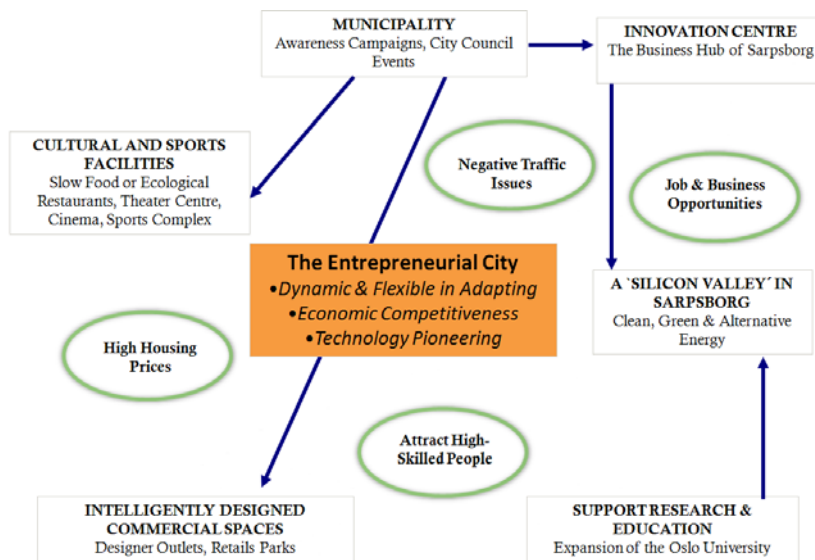 MUNICIPALITY
Awareness Campaigns, City Council
Events
INNOVATION CENTRE
The Business Hub of Sarpsborg
CULTURAL AND SPORTS
FACILITIES
Slow Food or Ecological
Restaurants, Theater Centre,
Cinema, Sports Complex
Negative Traffic
Issues
Job & Business
Opportunities
The Entrepreneurial City
•Dynamic & Flexible in Adapting
•Economic Competitiveness
•Technology Pioneering
A `SILICON VALLEY´ IN
SARPSBORG
Clean, Green & Alternative
Energy
High Housing
Prices
Attract High-
Skilled People
INTELLIGENTLY DESIGNED
COMMERCIAL SPACES
Designer Outlets, Retails Parks
SUPPORT RESEARCH &
EDUCATION
Expansion of the Oslo University